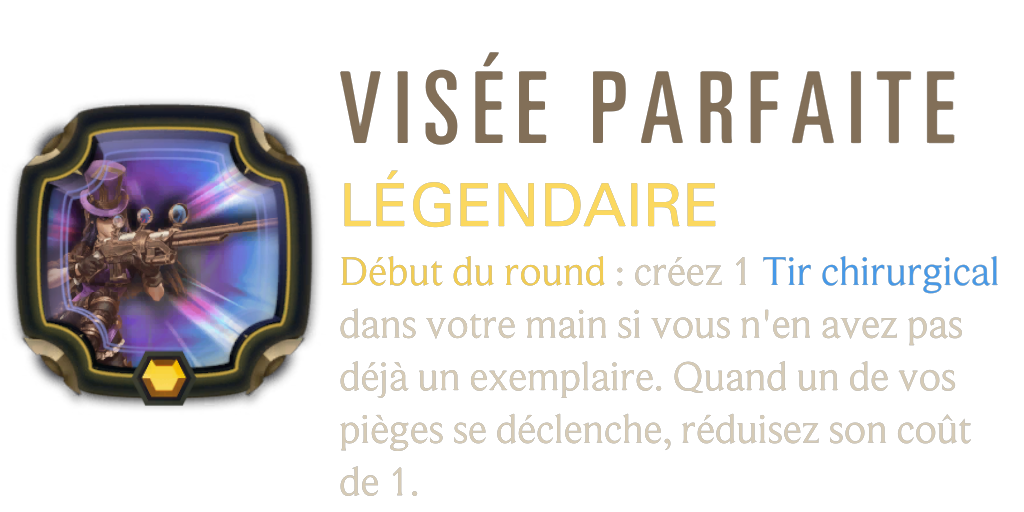 VISÉE PARFAITE
LÉGENDAIRE
Début du round : créez 1 Tir chirurgical
dans votre main si vous n'en avez pas
déjà un exemplaire. Quand un de vos
pièges se déclenche, réduisez son coût
de 1.